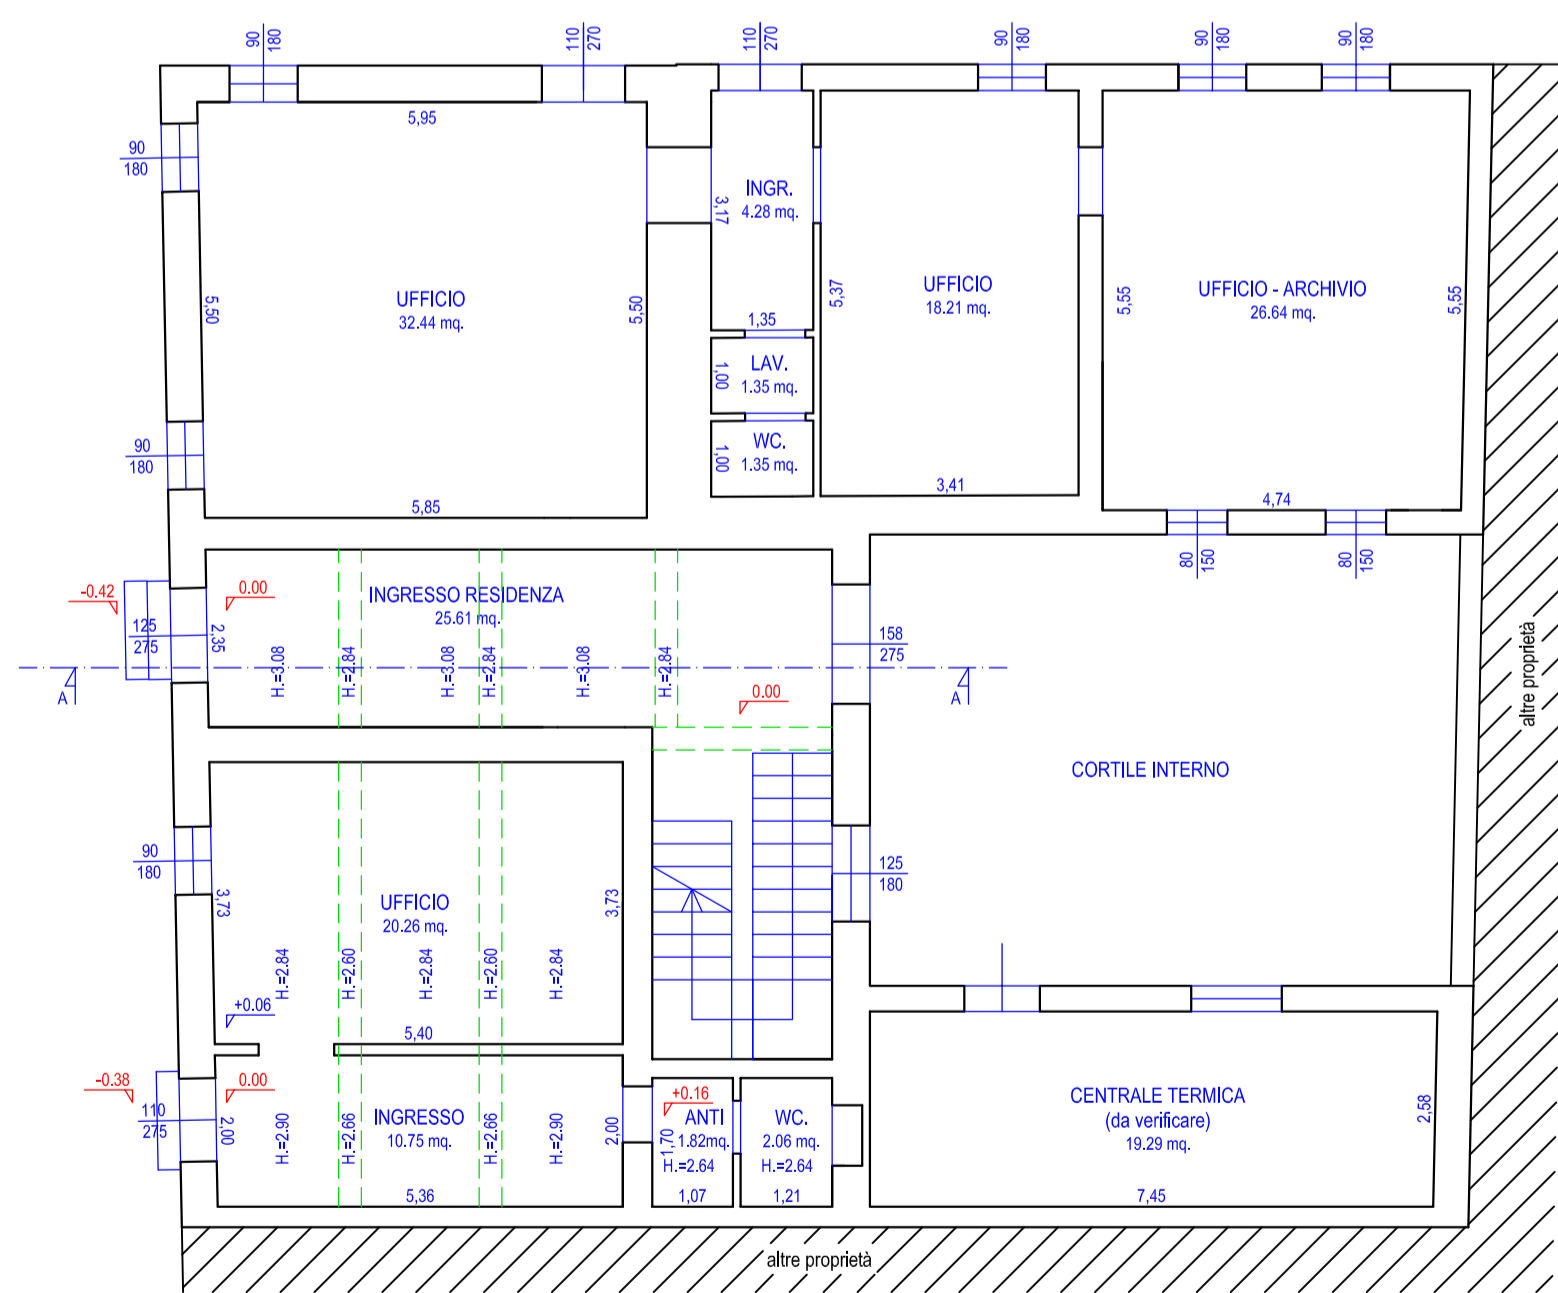 90
180
110
270
110
270
90
180
90
180
90
180
5,95
90
180
INGR.
4.28 mq.
3,17
UFFICIO
32.44 mq.
5,50
5,50
5,37
UFFICIO
18.21 mq.
5,55
UFFICIO - ARCHIVIO
26.64 mq.
5,55
1,35
LAV.
1.35 mq.
1,00
WC.
1.35 mq.
1,00
90
180
5,85
3,41
4,74
80
150
80
150
-0.42
0.00
INGRESSO RESIDENZA
25.61 mq.
125
275
2,35
158
275
H.=3.08
H.=2.84
H.=3.08
H.=2.84
H.=3.08
H.=2.84
A
A
0.00
altre proprietà
CORTILE INTERNO
90
180
125
180
3,73
UFFICIO
20.26 mq.
3,73
H.=2.84
H.=2.60
H.=2.84
H.=2.60
H.=2.84
+0.06
5,40
-0.38
0.00
+0.16
110
275
2,00
INGRESSO
10.75 mq.
H.=2.90
H.=2.66
H.=2.66
H.=2.90
2,00
ANTI
1.82mq.
1,70
H.=2.64
WC.
2.06 mq.
H.=2.64
CENTRALE TERMICA
(da verificare)
19.29 mq.
2,58
5,36
1,07
1,21
7,45
altre proprietà